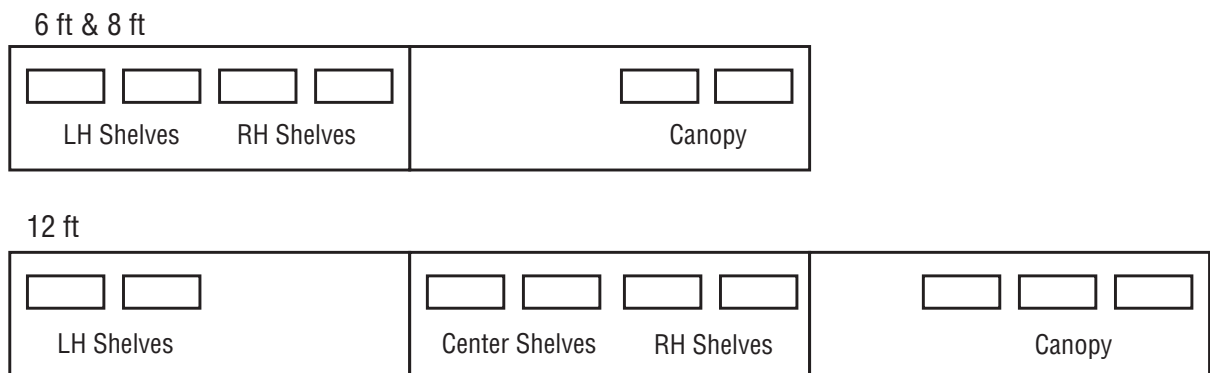 6 ft & 8 ft
LH Shelves RH Shelves Canopy
12 ft
LH Shelves Center Shelves RH Shelves Canopy